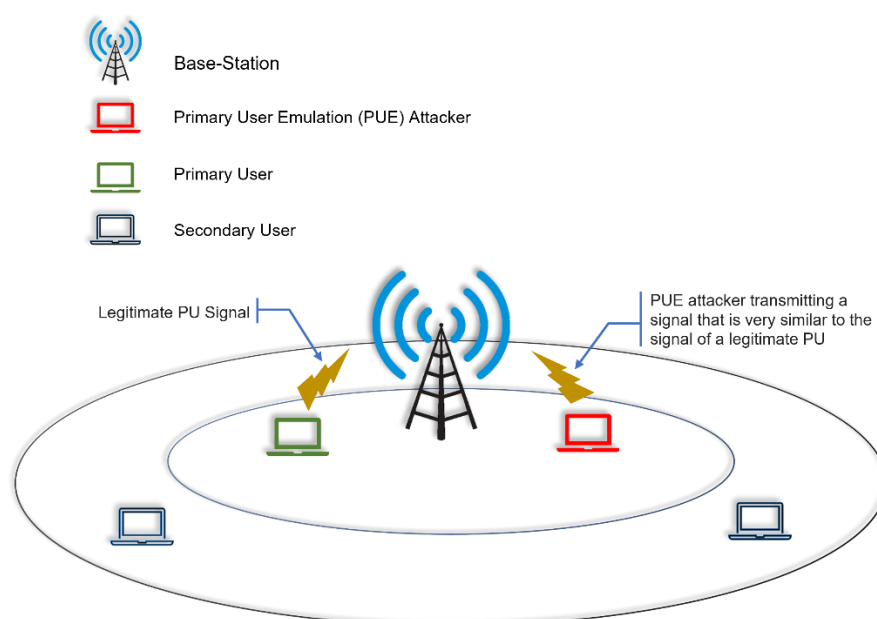 Base-Station
Primary User Emulation (PUE) Attacker
Primary User
Secondary User
Legitimate PU Signal
PUE attacker transmitting a
signal that is very similar to the
signal of a legitimate PU